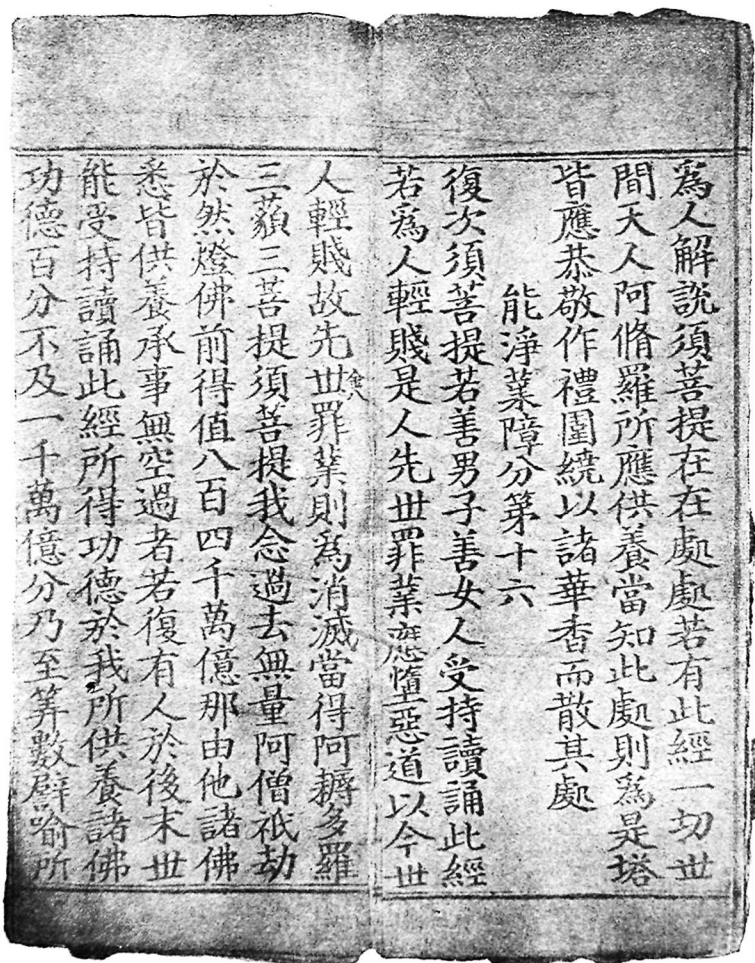 爲人解說須菩提在在處處若有此經一切世
間天人阿脩羅所應供養當知此處則爲是塔
皆應恭敬作禮圍繞以諸華香而散其處
能淨業障分第十六
復次須菩提若善男子善女人受持讀誦此經
若爲人輕賤是人先世罪業應墮惡道以今世
人輕賤故先世罪業則爲消滅當得阿耨多羅
金八
三藐三菩提須菩提我念過去無量阿僧祇劫
於然燈佛前得值八百四千萬億那由他諸佛
悉皆供養承事無空過者若復有人於後末世
能受持讀誦此經所得功德於我所供養諸佛
功德百分不及一千萬億分乃至筭數譬喻所